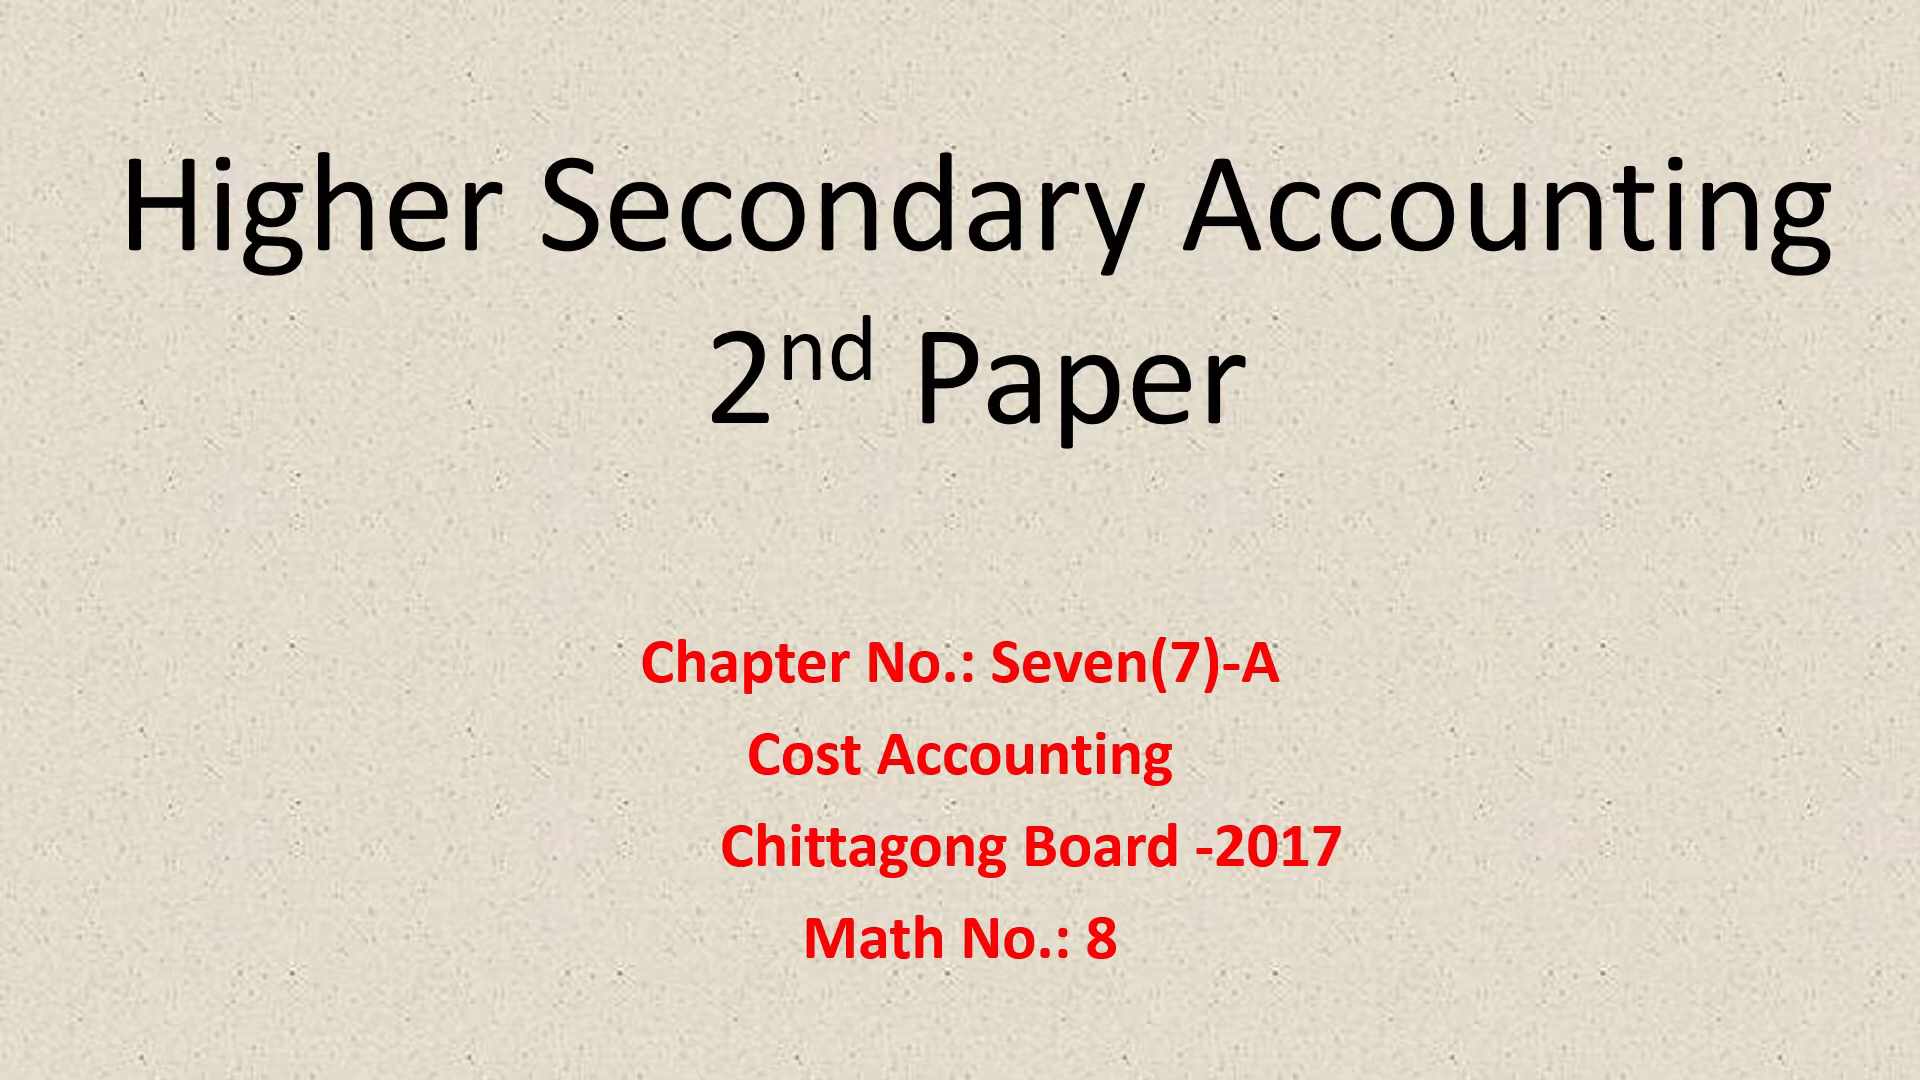 Higher Secondary Accounting
2nd Paper
Chapter No.: Seven(7)-A
Cost Accounting
Chittagong Board -2017
Math No.: 8